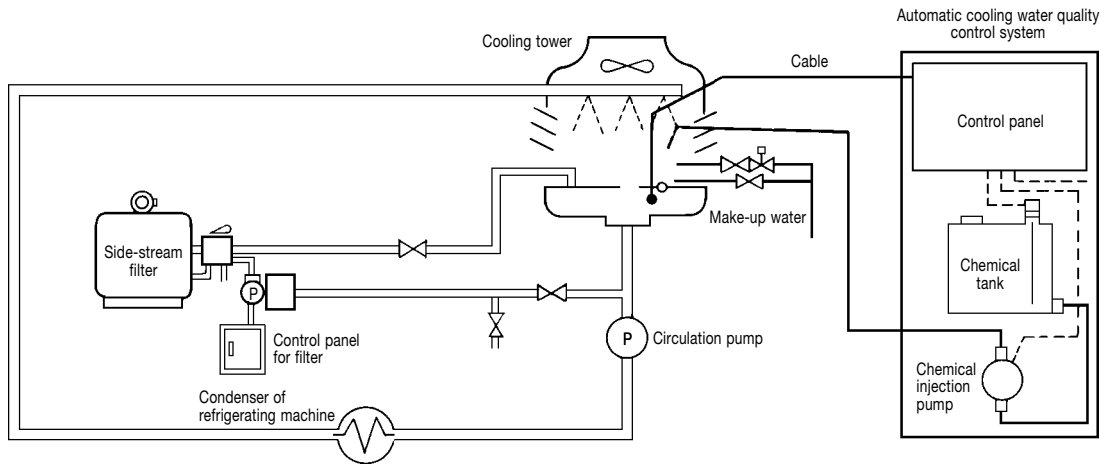 Automatic cooling water quality
control system
Cooling tower
Cable
Control panel
Make-up water
Side-stream
filter
Chemical
tank
P
Control panel
for filter
P
Circulation pump
Chemical
injection
pump
Condenser of
refrigerating machine